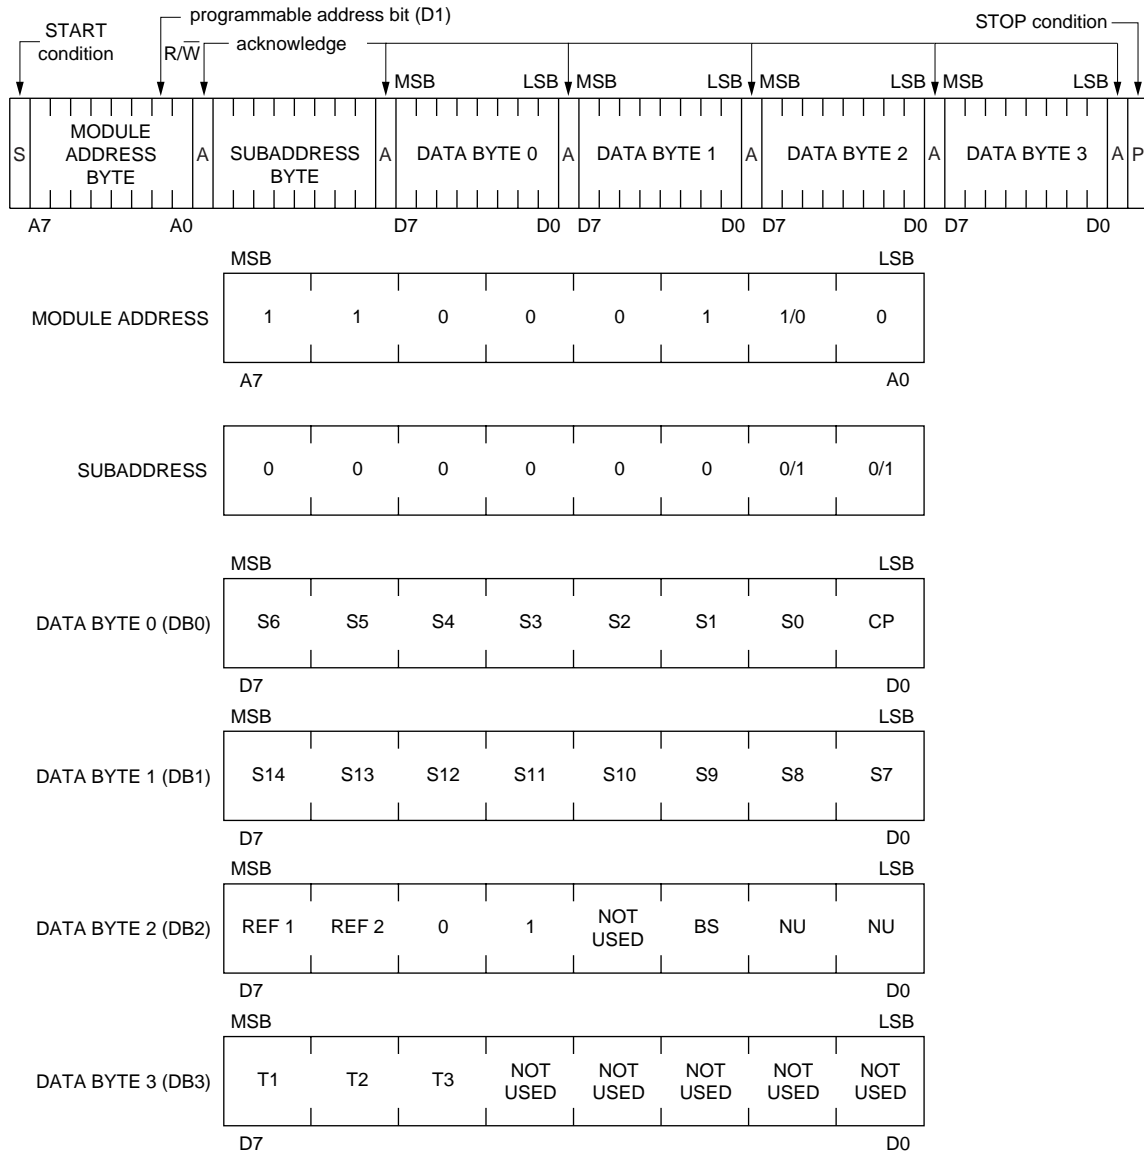 START condition
programmable address bit (D1)
R/W
acknowledge
STOP condition
MSB LSB MSB LSB MSB LSB MSB LSB
S MODULE ADDRESS BYTE A SUBADDRESS BYTE A DATA BYTE 0 A DATA BYTE 1 A DATA BYTE 2 A DATA BYTE 3 A P
A7 A0 D7 D0 D7 D0 D7 D0 D7 D0
MSB LSB
MODULE ADDRESS 1 1 0 0 0 1 1/0 0
A7 A0
SUBADDRESS 0 0 0 0 0 0 0/1 0/1
MSB LSB
DATA BYTE 0 (DB0) S6 S5 S4 S3 S2 S1 S0 CP
D7 D0
MSB LSB
DATA BYTE 1 (DB1) S14 S13 S12 S11 S10 S9 S8 S7
D7 D0
MSB LSB
DATA BYTE 2 (DB2) REF 1 REF 2 0 1 NOT USED BS NU NU
D7 D0
MSB LSB
DATA BYTE 3 (DB3) T1 T2 T3 NOT USED NOT USED NOT USED NOT USED NOT USED
D7 D0